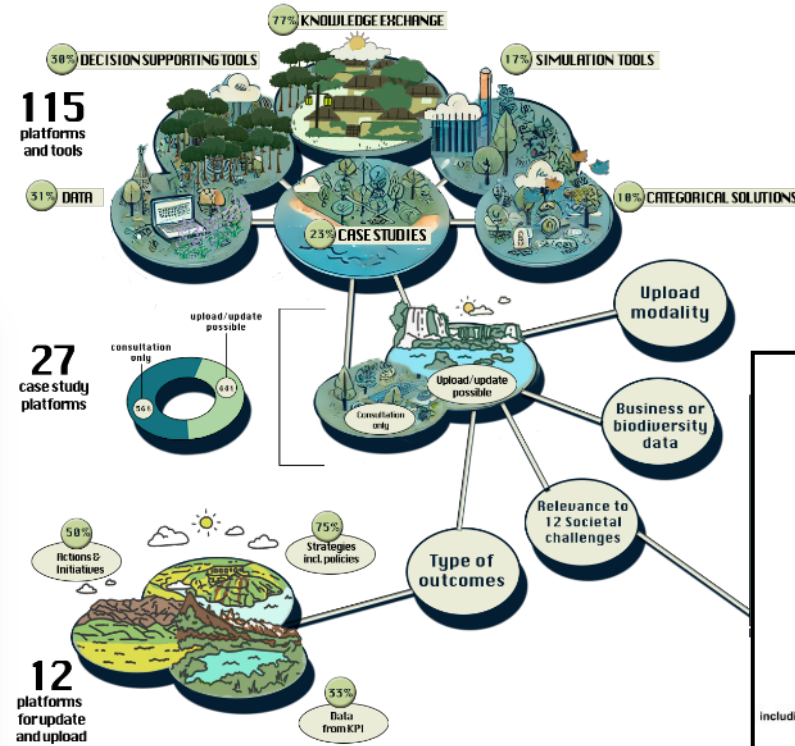 77% KNOWLEDGE EXCHANGE
30% DECISION SUPPORTING TOOLS
17% SIMULATION TOOLS
115
platforms
and tools
31% DATA
10% CATEGORICAL SOLUTIONS
23% CASE STUDIES
Upload
modality
upload/update
possible
consultation
only
27
case study
platforms
56%
44%
Upload/update
possible
Consultation
only
Business or
biodiversity
data
Relevance to
12 Societal
challenges
50%
Actions &
Initiatives
75%
Strategies
incl. policies
Type of
outcomes
12
platforms
for update
and upload
33%
Data
from KPI
includi